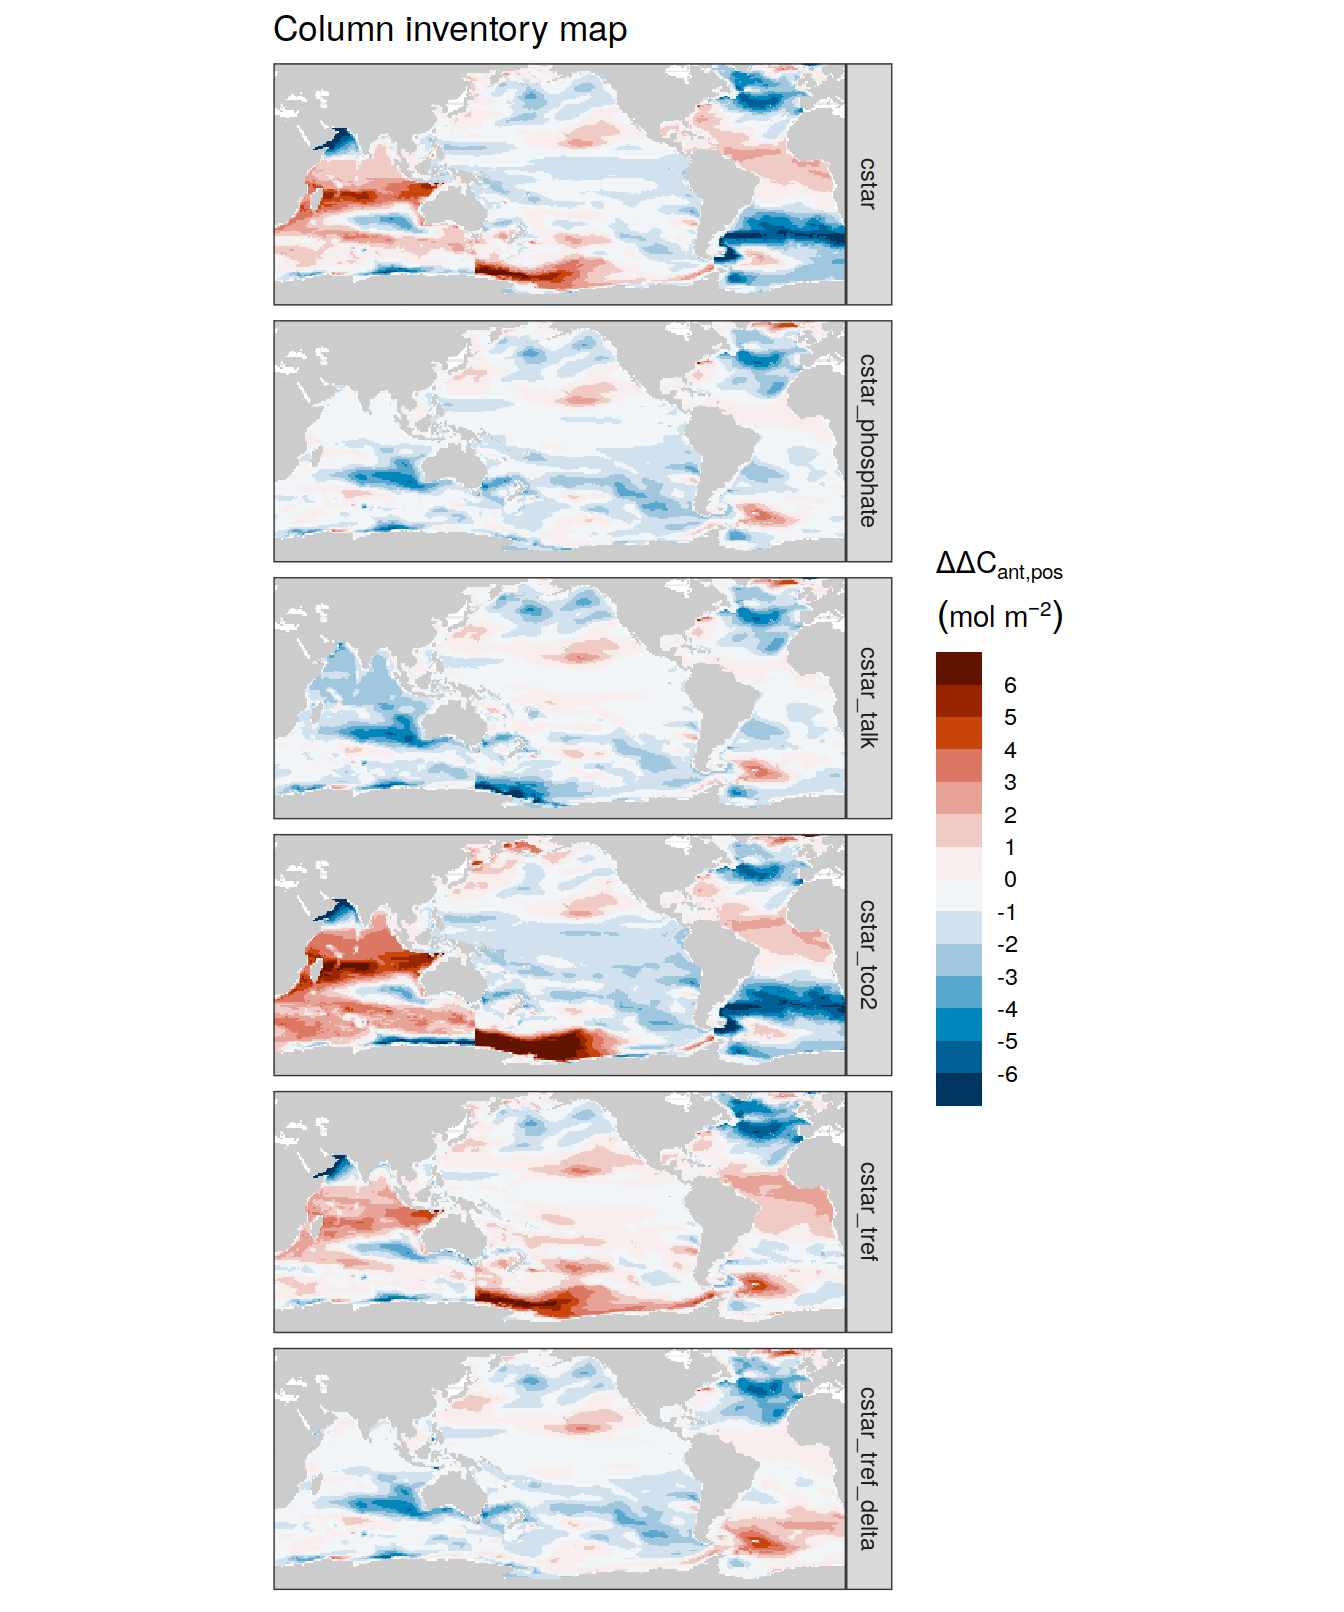 Column inventory map
cstar
cstar_phosphate
cstar_talk
cstar_tco2
cstar_tref
cstar_tref_delta
ΔΔCant,pos
(mol m−2)
6
5
4
3
2
1
0
-1
-2
-3
-4
-5
-6